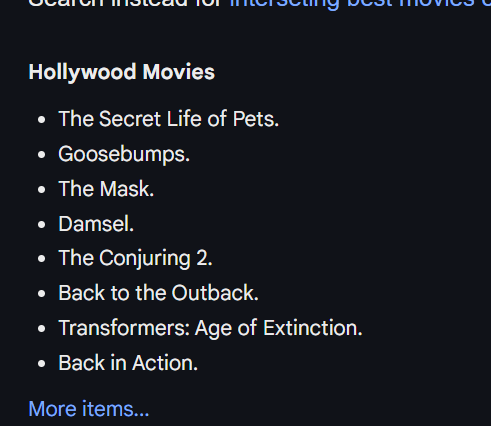 Search instead for interseting best movies
Hollywood Movies
The Secret Life of Pets.
Goosebumps.
The Mask.
Damsel.
The Conjuring 2.
Back to the Outback.
Transformers: Age of Extinction.
Back in Action.
More items...